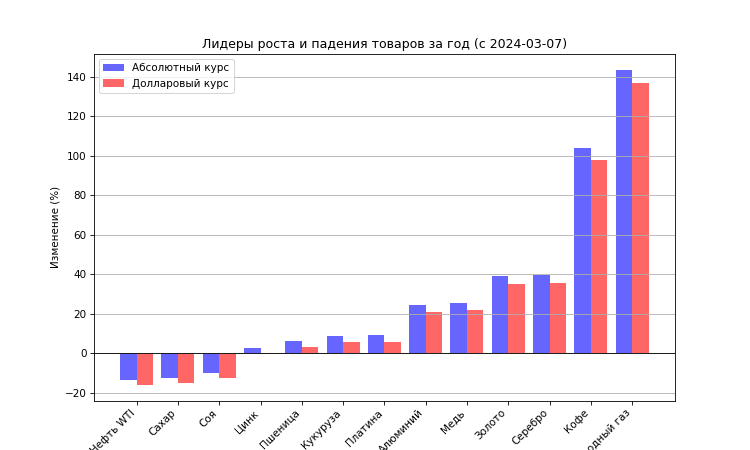 Лидеры роста и падения товаров за год (с 2024-03-07)
Абсолютный курс
Долларовый курс
Изменение (%)
140
120
100
80
60
40
20
0
−20
Нефть WTI
Сахар
Соя
Цинк
Пшеница
Кукуруза
Платина
Алюминий
Медь
Золото
Серебро
Кофе
газ